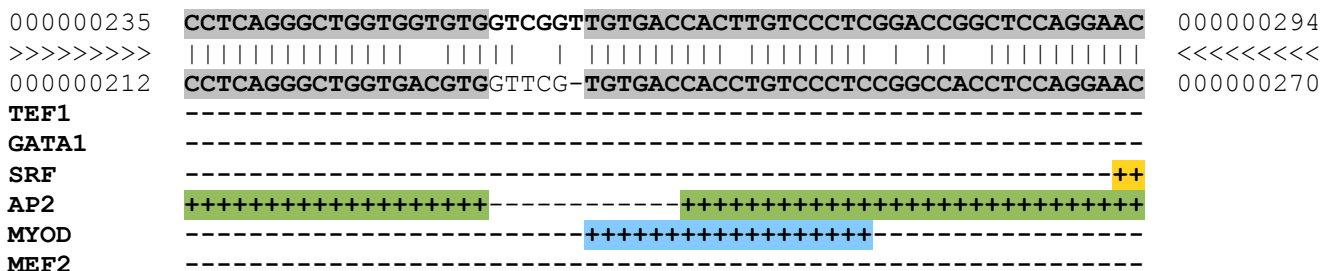 000000235 CCTCAGGGCTGGTGGTGTGGTCGGTTGTGACCACTTGTCCCTCGGACCGGCTCCAGGAAC 000000294
>>>>>>>>> ||||||||||||||  |||||  | ||||||||| |||||||| | ||  |||||||||| <<<<<<<<<
000000212 CCTCAGGGCTGGTGACGTGGTTCG-TGTGACCACCTGTCCCTCCGGCCACCTCCAGGAAC 000000270
TEF1 ------------------------------------------------------------
GATA1 ------------------------------------------------------------
SRF ----------------------------------------------------------++
AP2 +++++++++++++++++++------------+++++++++++++++++++++++++++++
MYOD -------------------------++++++++++++++++++-----------------
MEF2 ------------------------------------------------------------